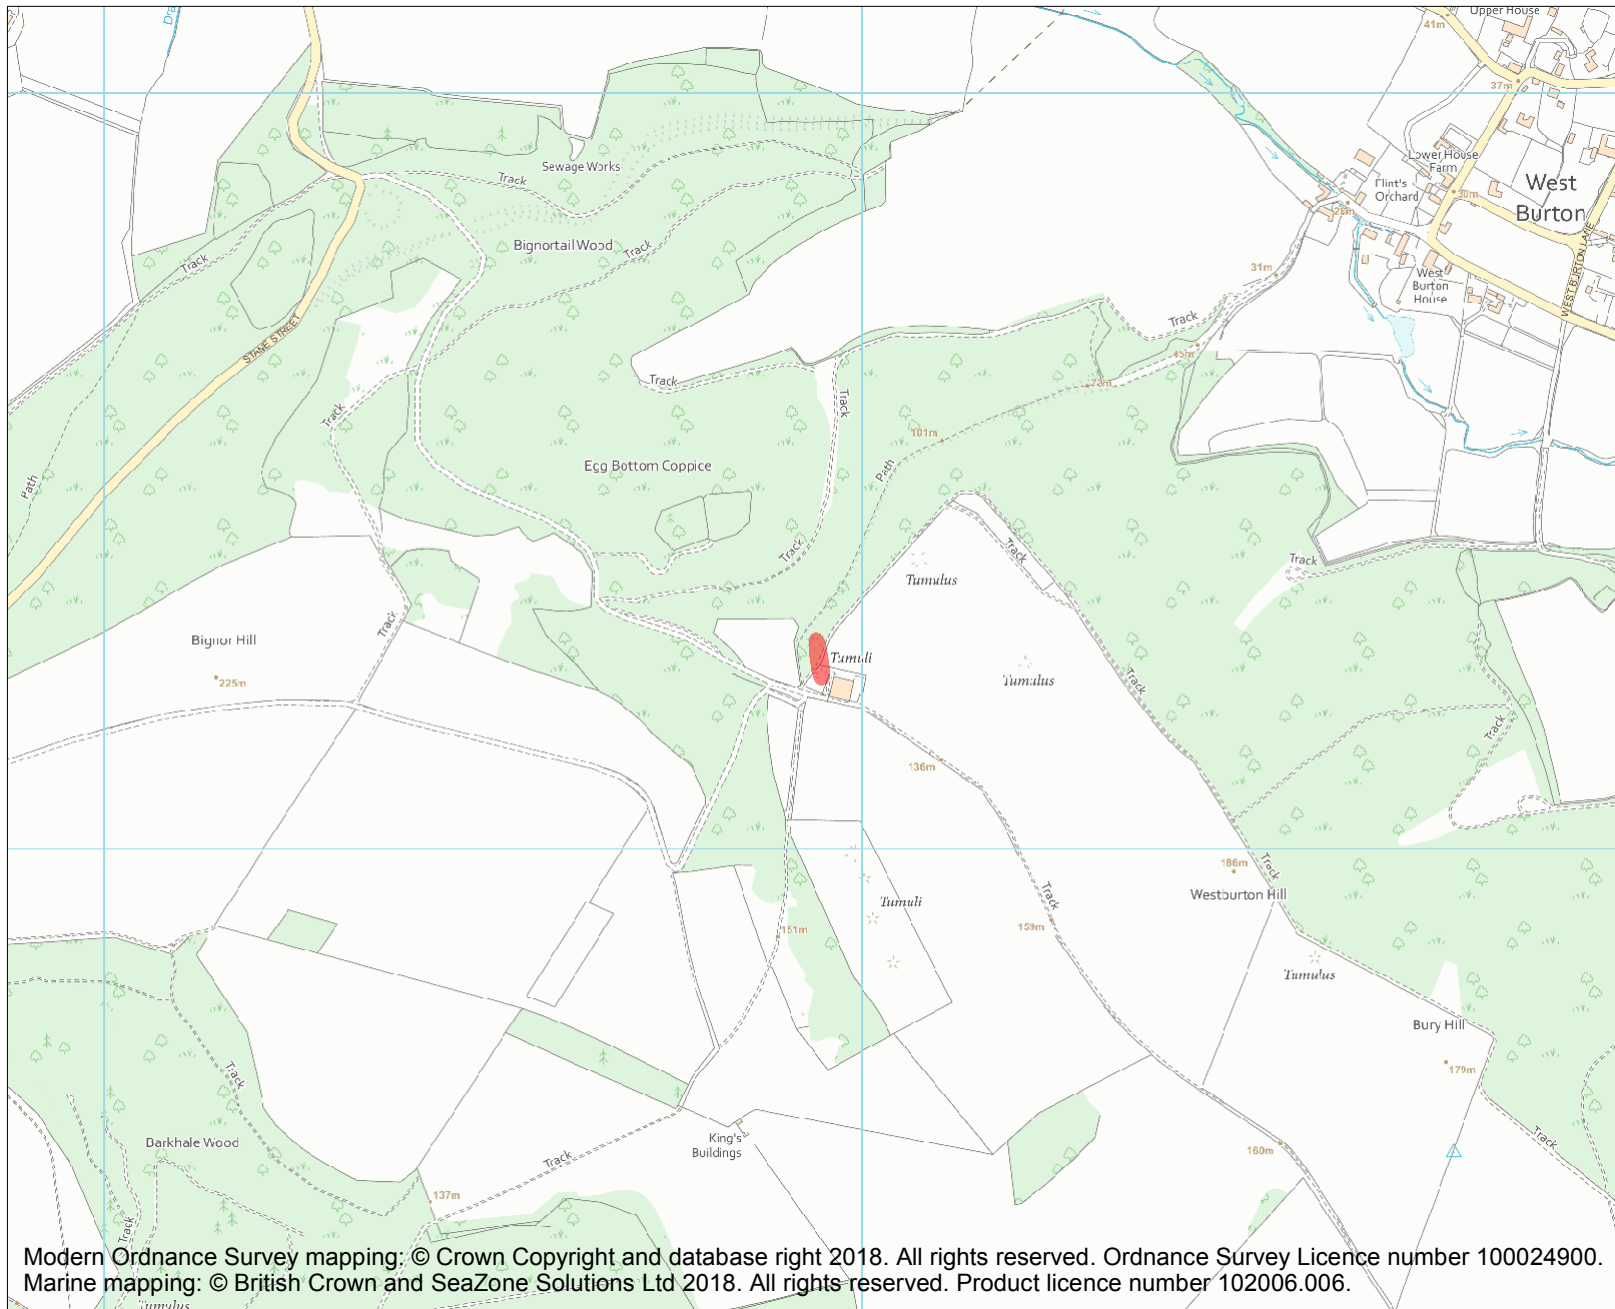 Upper House
41m
37m
Lower House
Farm
Flint's
Orchard
30m
West
Burton
28m
WEST BURTON LANE
West
Burton
House
Sewage Works
Track
Bignortail Wood
Track
Track
31m
Track
45m
STANE STREET
Track
Track
73m
Track
101m
Path
Egg Bottom Coppice
Path
Track
Track
Track
Tumulus
Track
Bignor Hill
225m
Tumuli
Tumulus
Track
Track
136m
186m
Track
Westburton Hill
Track
Tumuli
159m
151m
Tumulus
Bury Hill
179m
Track
Barkhale Wood
King's
Buildings
Track
160m
Track
137m
Track
Modern Ordnance Survey mapping: © Crown Copyright and database right 2018. All rights reserved. Ordnance Survey Licence number 100024900.
Marine mapping: © British Crown and SeaZone Solutions Ltd 2018. All rights reserved. Product licence number 102006.006.
Tumulus